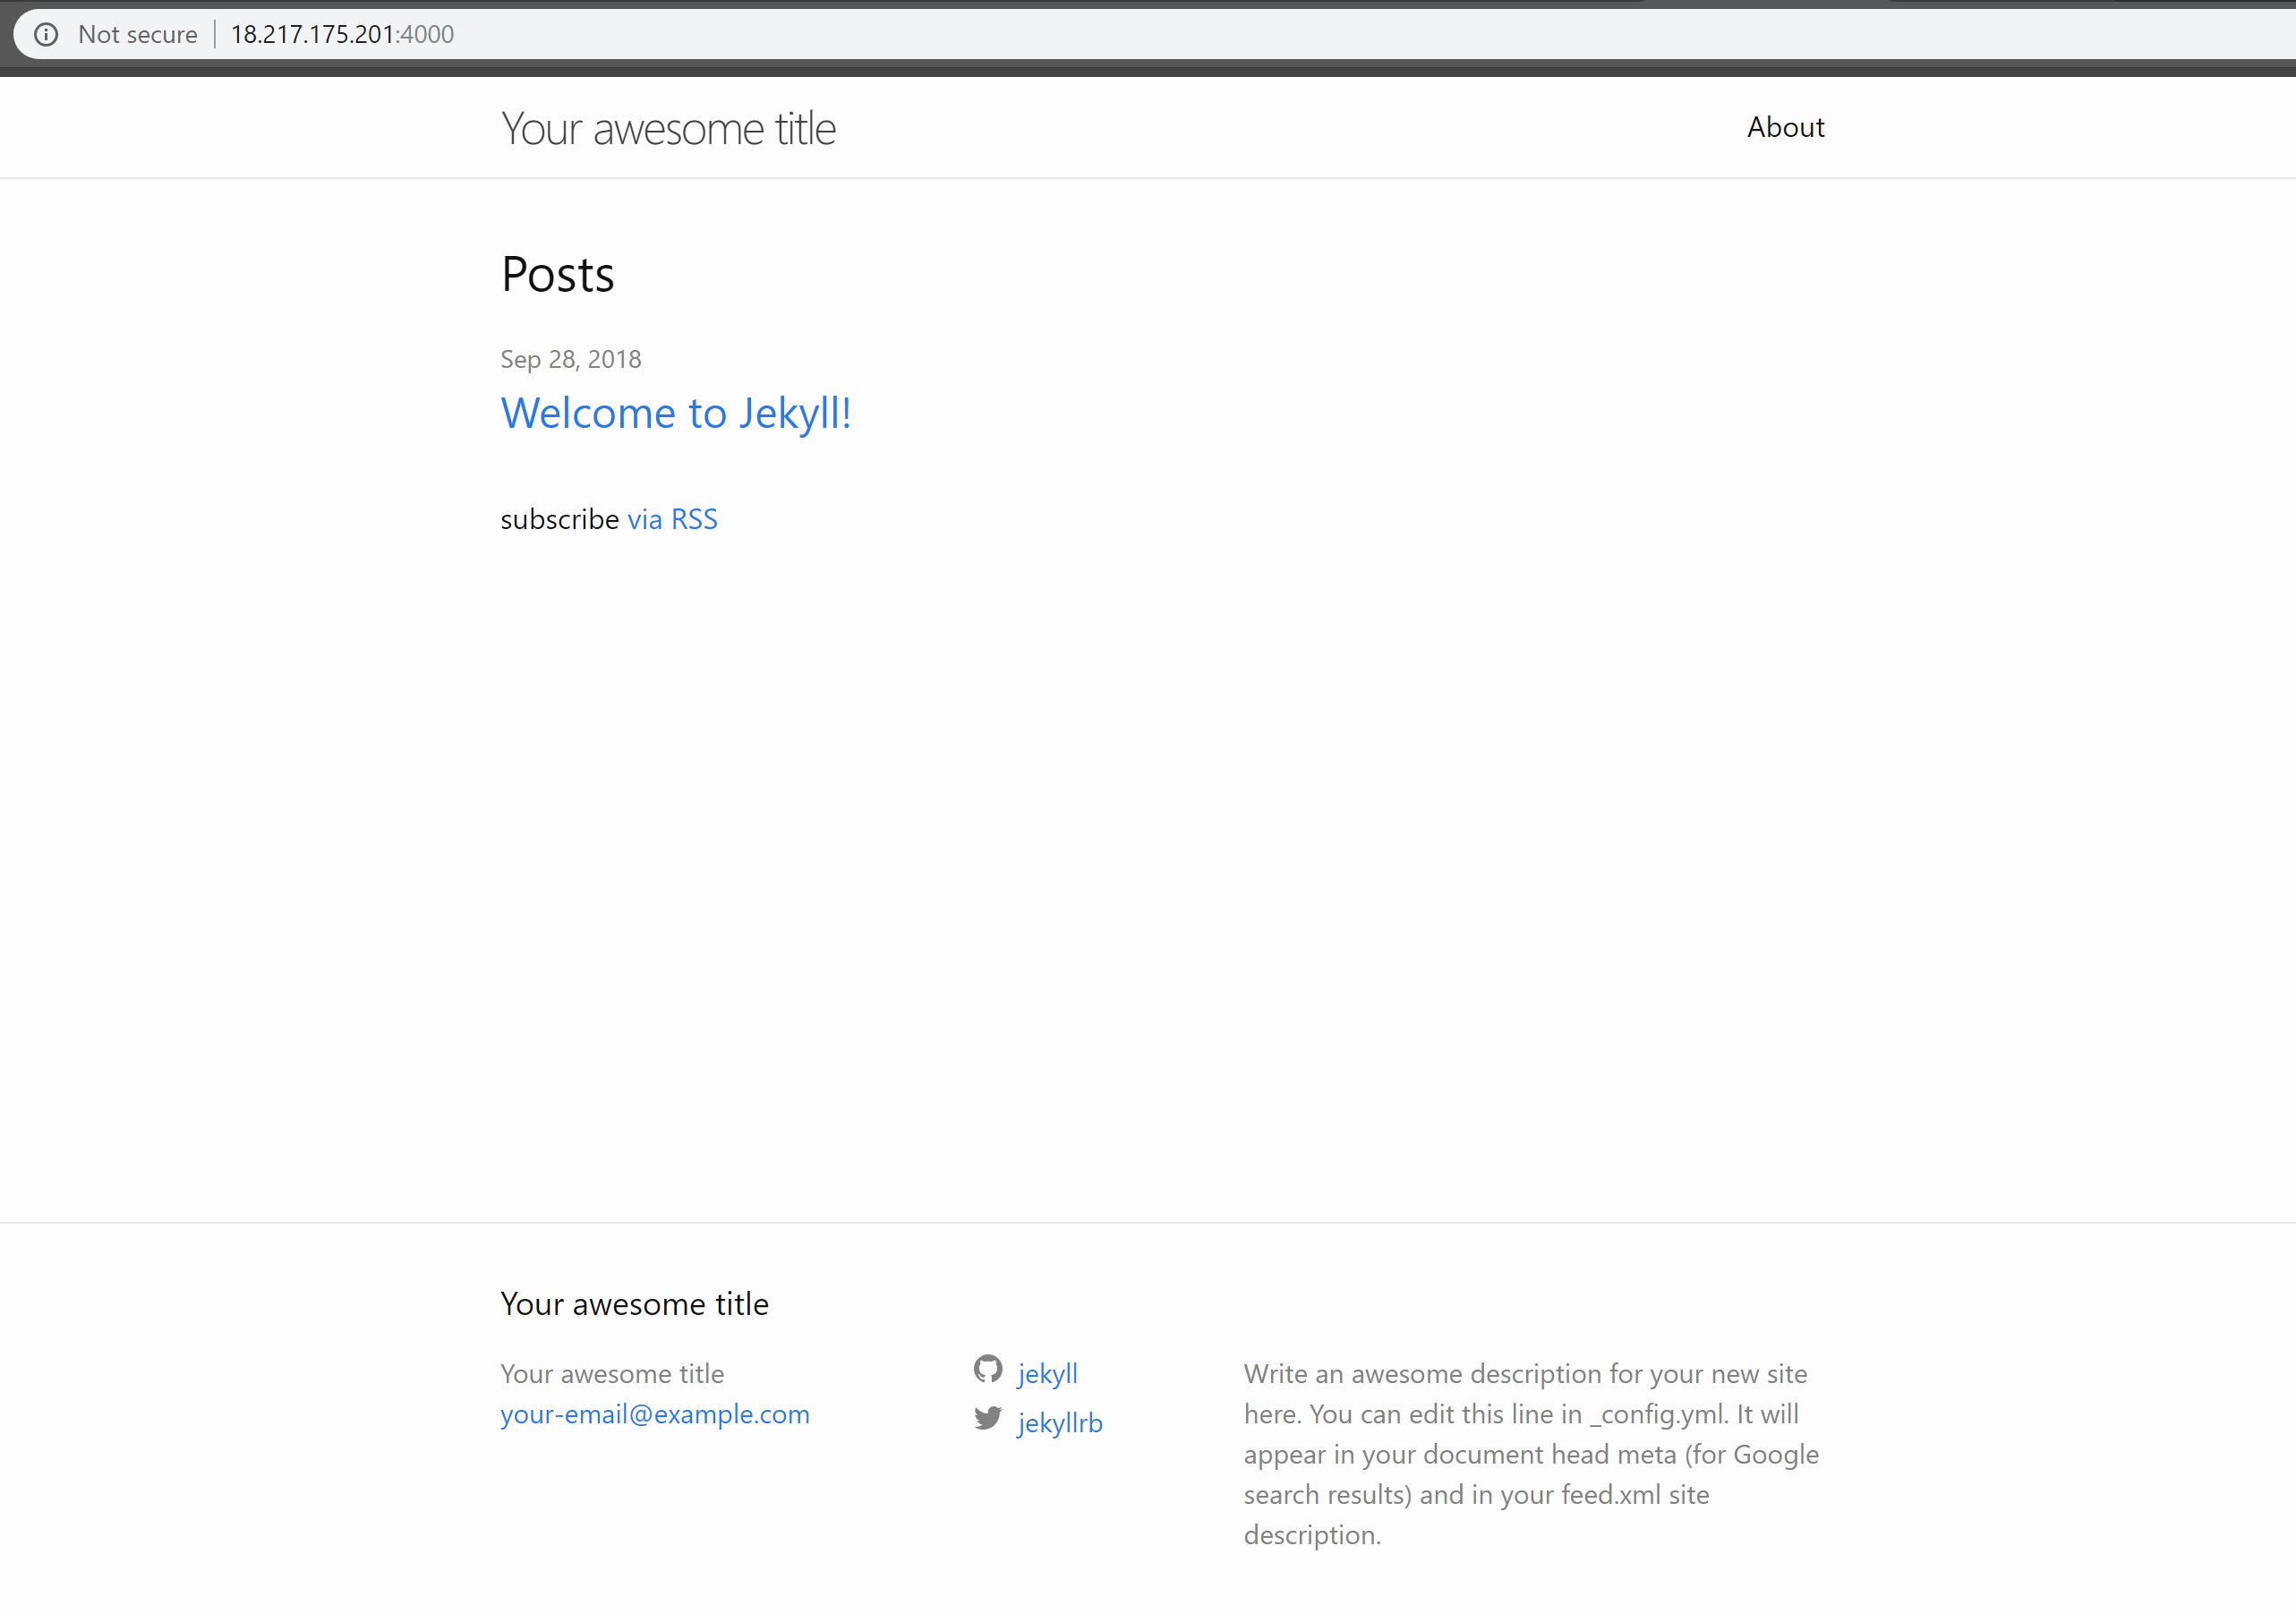 Not secure 18.217.175.201:4000
Your awesome title
About
Posts
Sep 28, 2018
Welcome to Jekyll!
subscribe via RSS
Your awesome title
Your awesome title
your-email@example.com
jekyll
jekyllrb
Write an awesome description for your new site
here. You can edit this line in _config.yml. It will
appear in your document head meta (for Google
search results) and in your feed.xml site
description.